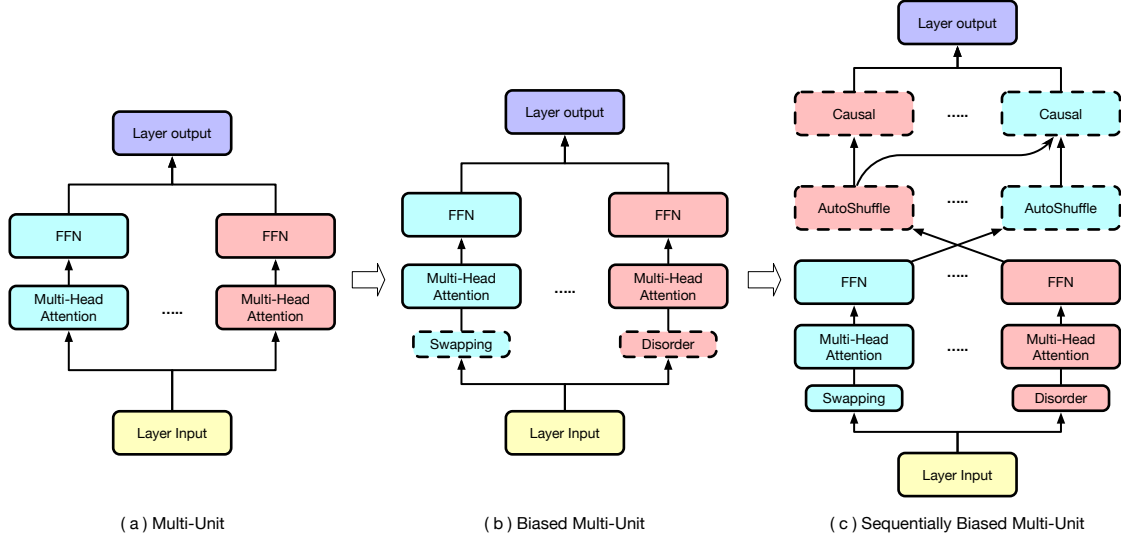 Layer output
FFN
FFN
Multi-Head
Attention
.....
Multi-Head
Attention
Layer Input
( a ) Multi-Unit
Layer output
FFN
FFN
Multi-Head
Attention
.....
Multi-Head
Attention
Swapping
Disorder
Layer Input
( b ) Biased Multi-Unit
Layer output
Causal
.....
Causal
AutoShuffle
.....
AutoShuffle
FFN
.....
FFN
Multi-Head
Attention
.....
Multi-Head
Attention
Swapping
Disorder
Layer Input
( c ) Sequentially Biased Multi-Unit